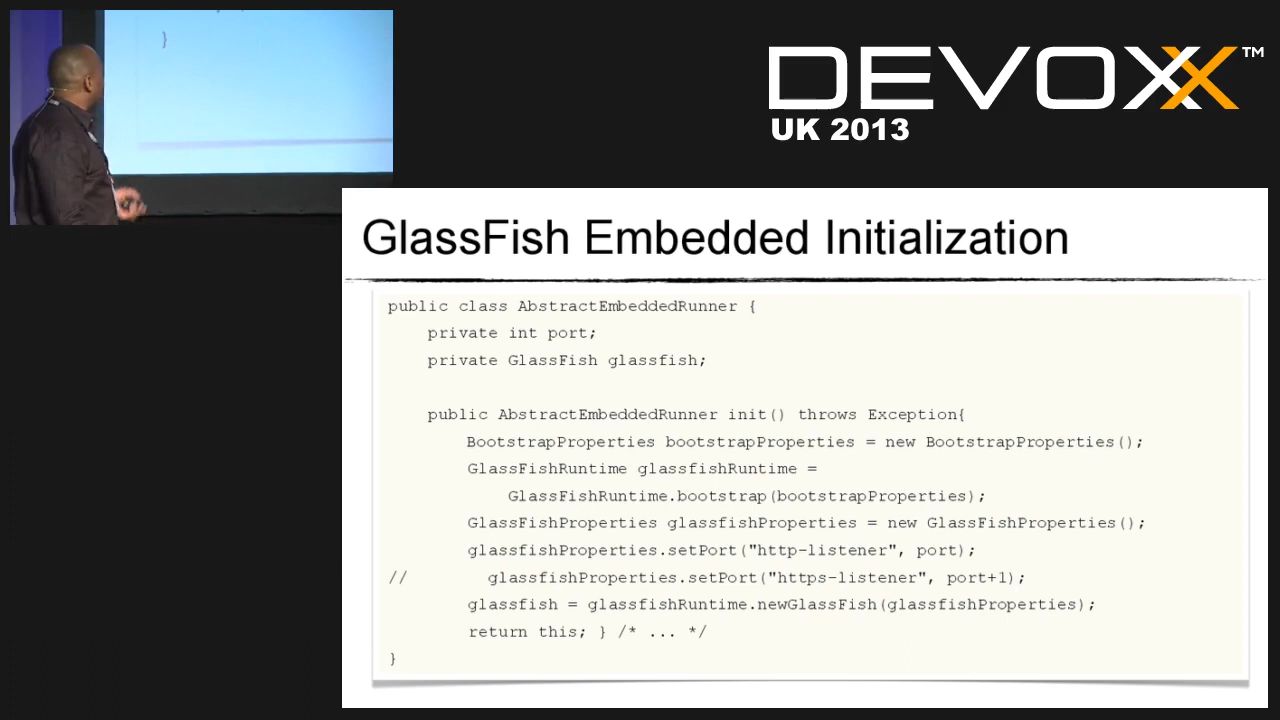 }
DEVOXX™
UK 2013
GlassFish Embedded Initialization
public class AbstractEmbeddedRunner {
    private int port;
    private GlassFish glassfish;
    public AbstractEmbeddedRunner init() throws Exception{
        BootstrapProperties bootstrapProperties = new BootstrapProperties();
        GlassFishRuntime glassfishRuntime =
            GlassFishRuntime.bootstrap(bootstrapProperties);
        GlassFishProperties glassfishProperties = new GlassFishProperties();
        glassfishProperties.setPort("http-listener", port);
//        glassfishProperties.setPort("https-listener", port+1);
        glassfish = glassfishRuntime.newGlassFish(glassfishProperties);
        return this; } /* ... */
}